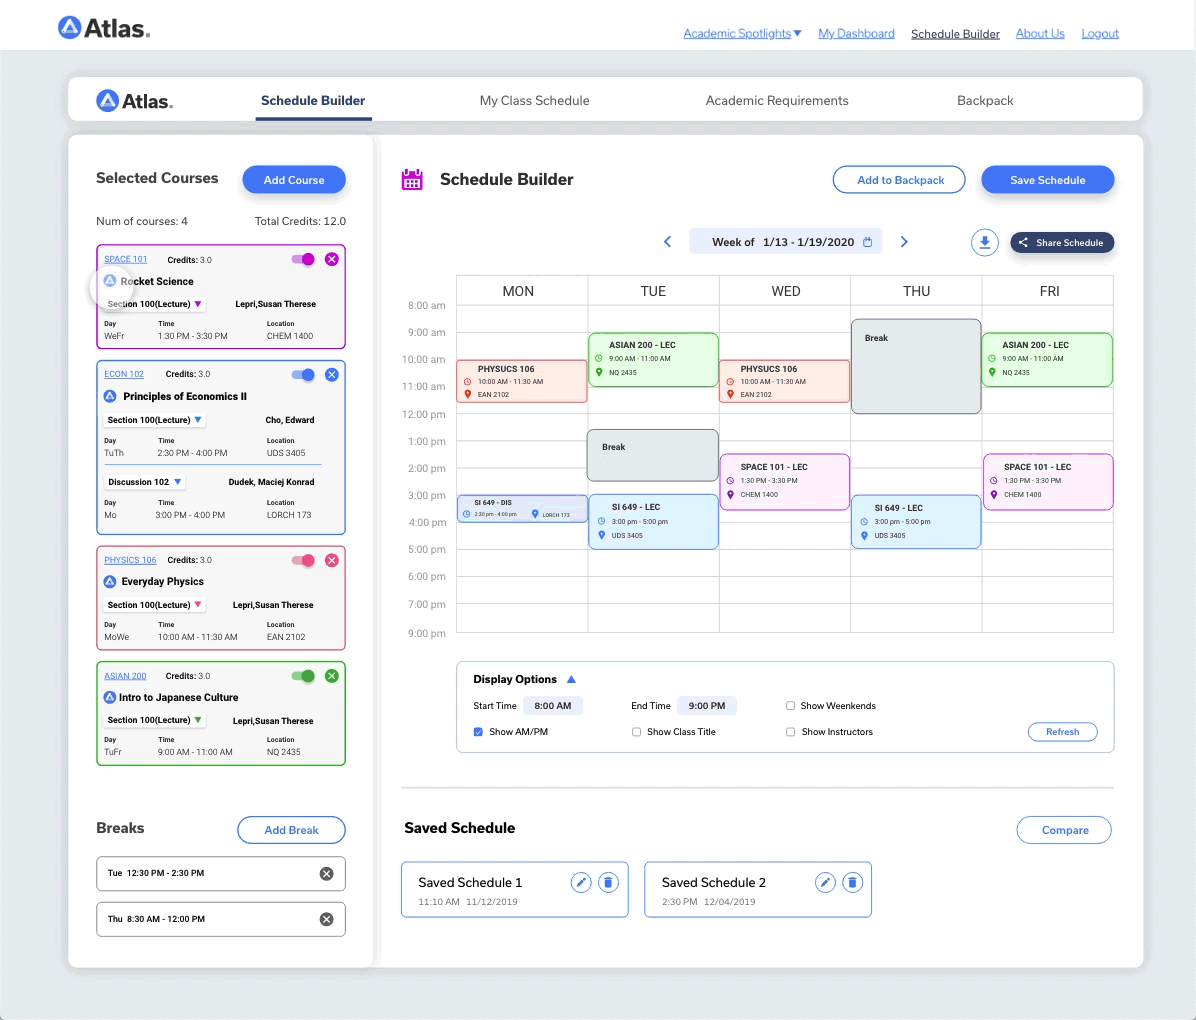 Atlas.
Academic Spotlights▼ My Dashboard Schedule Builder About Us Logout
Atlas. Schedule Builder My Class Schedule Academic Requirements Backpack
Selected Courses Add Course
Num of courses: 4 Total Credits: 12.0
SPACE 101 Credits: 3.0
Rocket Science
Section 100(Lecture) ▼ Lepri,Susan Therese
Day Time Location
WeFr 1:30 PM - 3:30 PM CHEM 1400
ECON 102 Credits: 3.0
Principles of Economics II
Section 100(Lecture) ▼ Cho, Edward
Day Time Location
TuTh 2:30 PM - 4:00 PM UDS 3405
Discussion 102 ▼ Dudek, Maciej Konrad
Day Time Location
Mo 3:00 PM - 4:00 PM LORCH 173
PHYSICS 106 Credits: 3.0
Everyday Physics
Section 100(Lecture) ▼ Lepri,Susan Therese
Day Time Location
MoWe 10:00 AM - 11:30 AM EAN 2102
ASIAN 200 Credits: 3.0
Intro to Japanese Culture
Section 100(Lecture) ▼ Lepri,Susan Therese
Day Time Location
TuFr 9:00 AM - 11:00 AM NQ 2435
Breaks Add Break
Tue 12:30 PM - 2:30 PM
Thu 8:30 AM - 12:00 PM
Schedule Builder Add to Backpack Save Schedule
Week of 1/13 - 1/19/2020 Share Schedule
MON TUE WED THU FRI
8:00 am
9:00 am
10:00 am
11:00 am
12:00 pm
1:00 pm
2:00 pm
3:00 pm
4:00 pm
5:00 pm
6:00 pm
7:00 pm
9:00 pm
PHYSUCS 106
10:00 AM - 11:30 AM
EAN 2102
SI 649 - DIS
2:30 pm - 4:00 pm LORCH 173
ASIAN 200 - LEC
9:00 AM - 11:00 AM
NQ 2435
Break
SI 649 - LEC
3:00 pm - 5:00 pm
UDS 3405
PHYSUCS 106
10:00 AM - 11:30 AM
EAN 2102
SPACE 101 - LEC
1:30 PM - 3:30 PM
CHEM 1400
Break
SI 649 - LEC
3:00 pm - 5:00 pm
UDS 3405
ASIAN 200 - LEC
9:00 AM - 11:00 AM
NQ 2435
SPACE 101 - LEC
1:30 PM - 3:30 PM
CHEM 1400
Display Options ▲
Start Time 8:00 AM End Time 9:00 PM Show Weenkends
Show AM/PM Show Class Title Show Instructors Refresh
Saved Schedule Compare
Saved Schedule 1
11:10 AM 11/12/2019
Saved Schedule 2
2:30 PM 12/04/2019